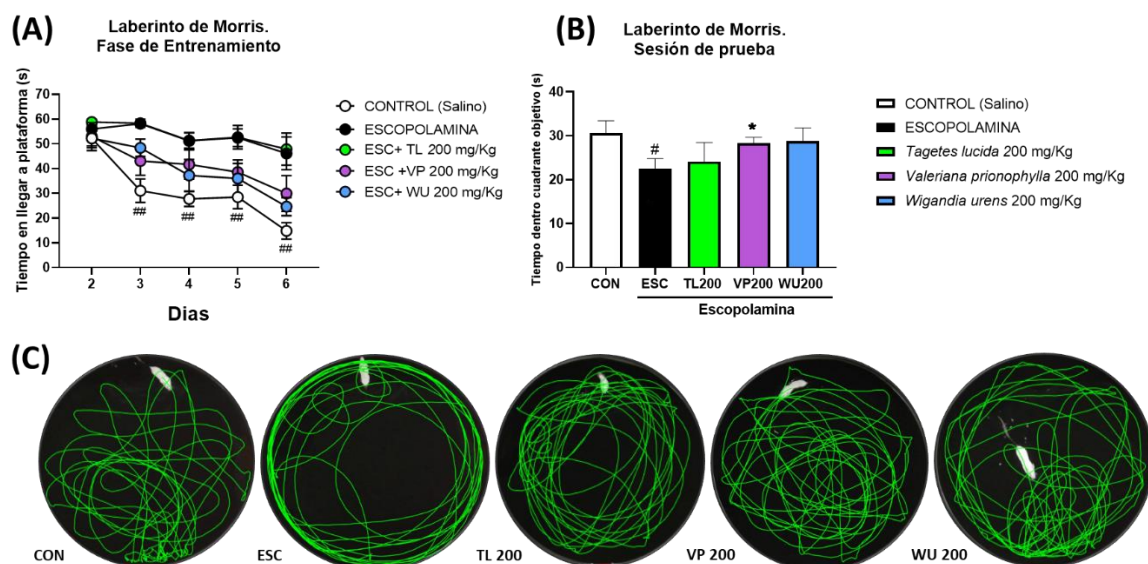 (A)
Laberinto de Morris.
Fase de Entrenamiento
Tiempo en llegar a plataforma (s)
70
60
50
40
30
20
10
0
##
##
##
##
2
3
4
5
6
Dias
CONTROL (Salino)
ESCOPOLAMINA
ESC+ TL 200 mg/Kg
ESC +VP 200 mg/Kg
ESC+ WU 200 mg/Kg
(B)
Laberinto de Morris.
Sesión de prueba
Tiempo dentro cuadrante objetivo (s)
40
30
20
10
0
#
*
CON
ESC
TL200
VP200
WU200
Escopolamina
CONTROL (Salino)
ESCOPOLAMINA
Tagetes lucida 200 mg/Kg
Valeriana prionophylla 200 mg/Kg
Wigandia urens 200 mg/Kg
(C)
CON
ESC
TL 200
VP 200
WU 200